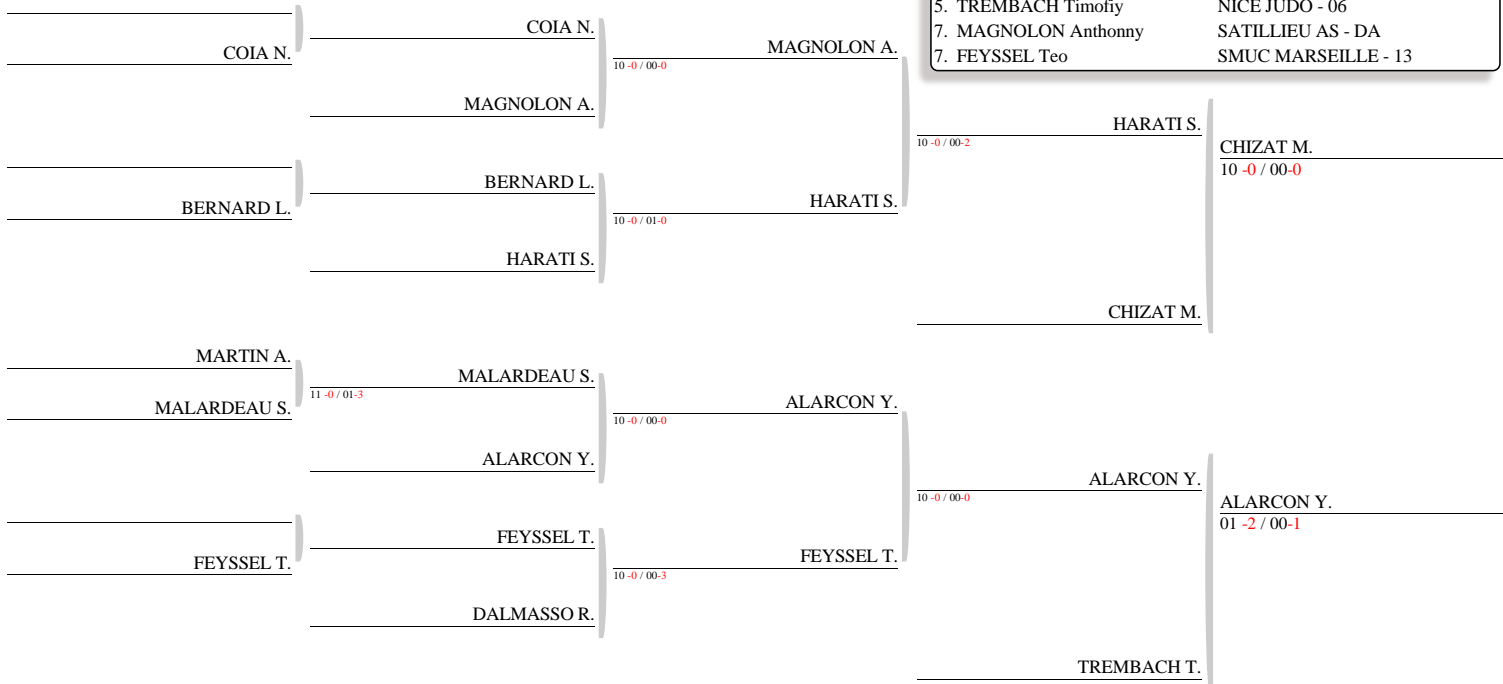 5. TREMBACH Timofiy NICE JUDO - 06
7. MAGNOLON Anthonny SATILLIEU AS - DA
7. FEYSSEL Teo SMUC MARSEILLE - 13
COIA N.
BERNARD L.
MARTIN A.
MALARDEAU S.
FEYSSEL T.
COIA N.
MAGNOLON A.
BERNARD L.
HARATI S.
MALARDEAU S.
11 -0 / 01-3
ALARCON Y.
FEYSSEL T.
DALMASSO R.
MAGNOLON A.
10 -0 / 00-0
HARATI S.
10 -0 / 01-0
ALARCON Y.
10 -0 / 00-0
FEYSSEL T.
10 -0 / 00-3
HARATI S.
10 -0 / 00-2
CHIZAT M.
ALARCON Y.
10 -0 / 00-0
TREMBACH T.
CHIZAT M.
10 -0 / 00-0
ALARCON Y.
01 -2 / 00-1